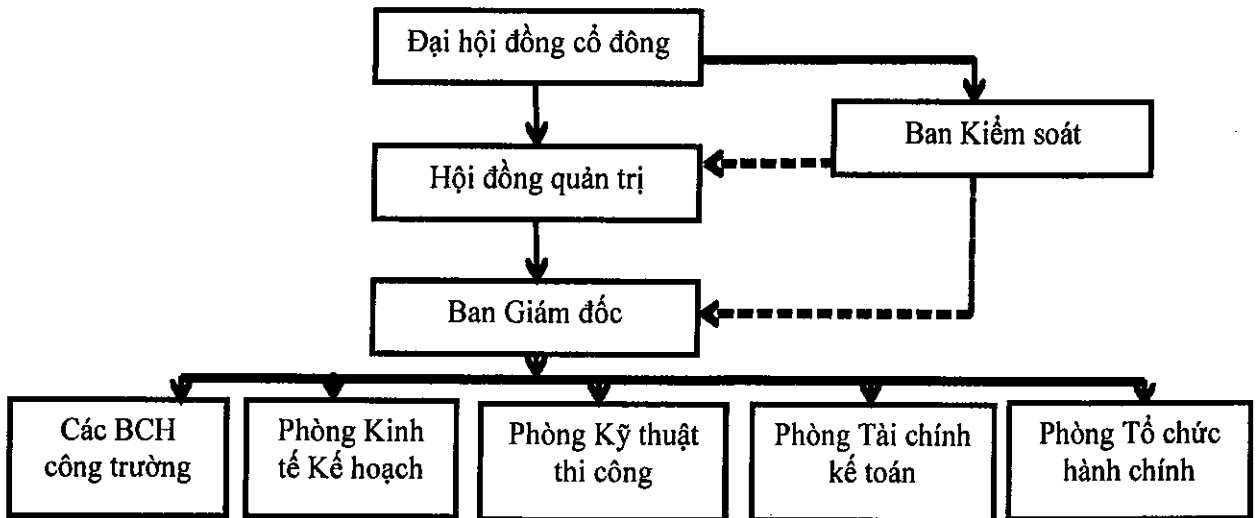 Đại hội đồng cổ đông
Ban Kiểm soát
Hội đồng quản trị
Ban Giám đốc
Các BCH
công trường
Phòng Kinh
tế Kế hoạch
Phòng Kỹ thuật
thi công
Phòng Tài chính
kế toán
Phòng Tổ chức
hành chính